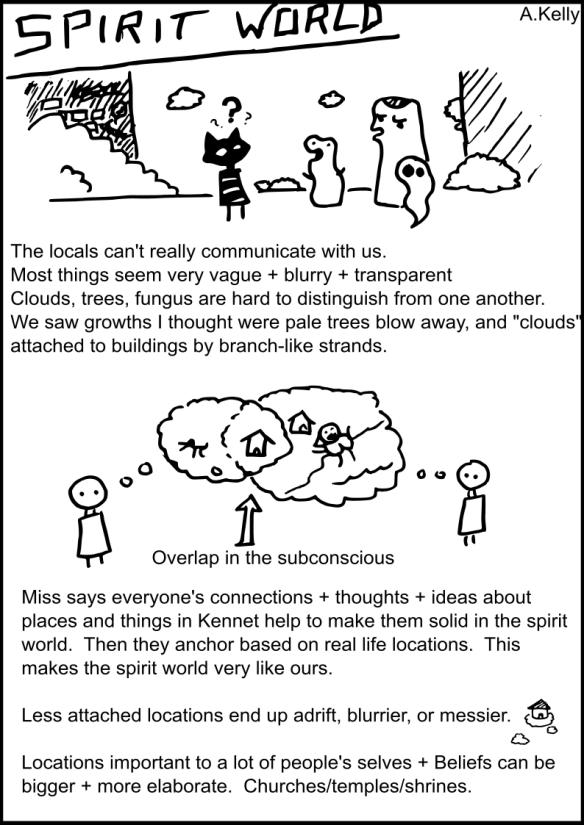 SPIRIT WORLD
A.Kelly
? ? ?
The locals can't really communicate with us.
Most things seem very vague + blurry + transparent
Clouds, trees, fungus are hard to distinguish from one another.
We saw growths I thought were pale trees blow away, and "clouds"
attached to buildings by branch-like strands.
Overlap in the subconscious
Miss says everyone's connections + thoughts + ideas about
places and things in Kennet help to make them solid in the spirit
world.  Then they anchor based on real life locations.  This
makes the spirit world very like ours.
Less attached locations end up adrift, blurrier, or messier.
Locations important to a lot of people's selves + Beliefs can be
bigger + more elaborate.  Churches/temples/shrines.